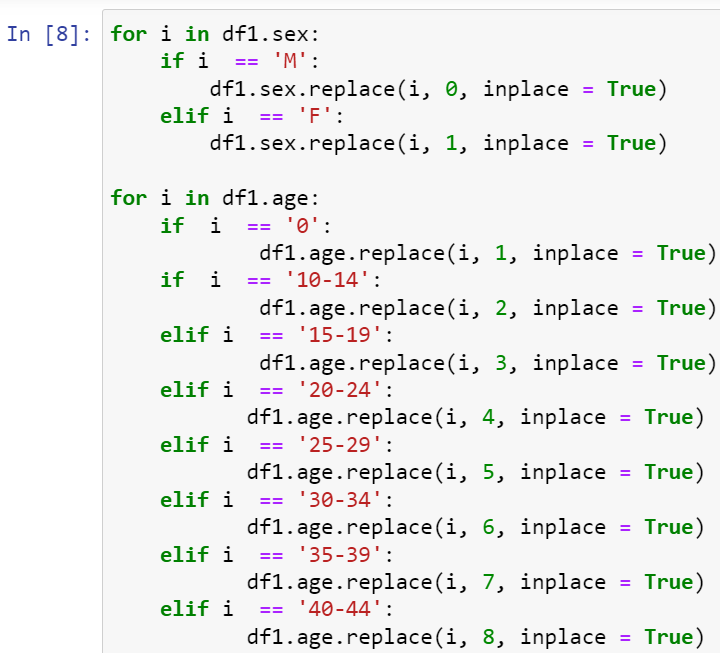 In [8]: for i in df1.sex:
    if i  == 'M':
        df1.sex.replace(i, 0, inplace = True)
    elif i  == 'F':
        df1.sex.replace(i, 1, inplace = True)

for i in df1.age:
    if  i  == '0':
            df1.age.replace(i, 1, inplace = True)
    if  i  == '10-14':
            df1.age.replace(i, 2, inplace = True)
    elif i  == '15-19':
            df1.age.replace(i, 3, inplace = True)
    elif i  == '20-24':
           df1.age.replace(i, 4, inplace = True)
    elif i  == '25-29':
           df1.age.replace(i, 5, inplace = True)
    elif i  == '30-34':
           df1.age.replace(i, 6, inplace = True)
    elif i  == '35-39':
           df1.age.replace(i, 7, inplace = True)
    elif i  == '40-44':
           df1.age.replace(i, 8, inplace = True)